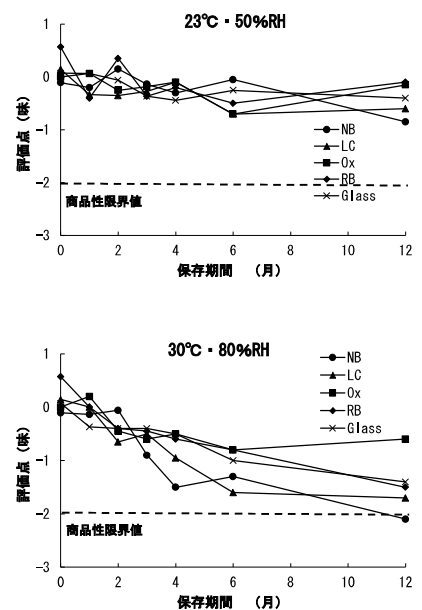 23℃・50%RH
1
0
-1
-2
-3
評価点（味）
NB
LC
Ox
RB
Glass
商品性限界値
0
2
4
6
8
10
12
保存期間　（月）
30℃・80%RH
1
0
-1
-2
-3
評価点（味）
NB
LC
Ox
RB
Glass
商品性限界値
0
2
4
6
8
10
12
保存期間　（月）